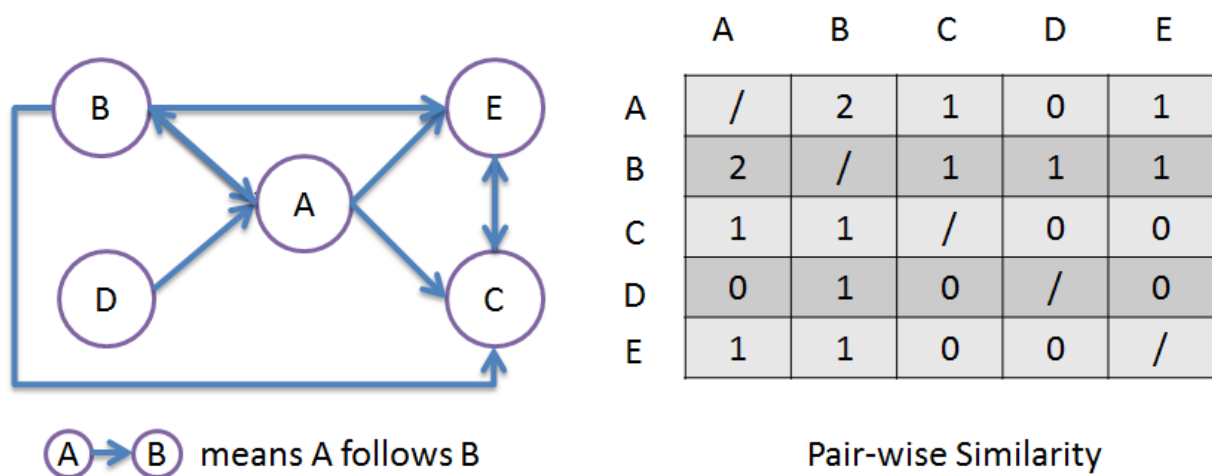 B
E
A
D
C
A B means A follows B
A B C D E
A / 2 1 0 1
B 2 / 1 1 1
C 1 1 / 0 0
D 0 1 0 / 0
E 1 1 0 0 /
Pair-wise Similarity